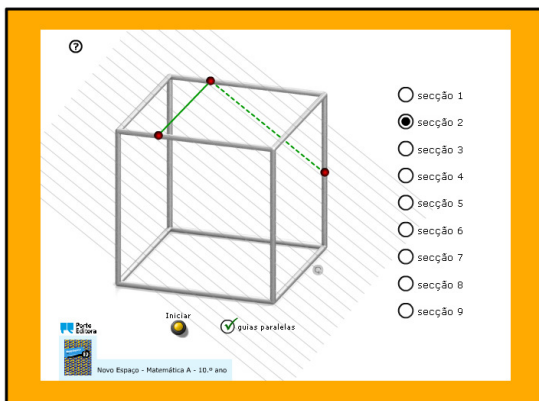 ?
secção 1
secção 2
secção 3
secção 4
secção 5
secção 6
secção 7
secção 8
secção 9
Iniciar
guias paralelas
Porto
Editora
Novo Espaço - Matemática A - 10.º ano